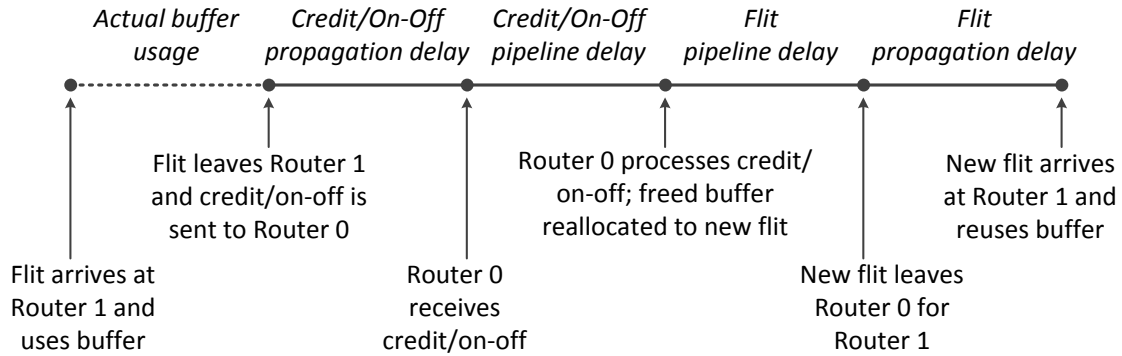 Actual buffer
usage
Credit/On-Off
propagation delay
Credit/On-Off
pipeline delay
Flit
pipeline delay
Flit
propagation delay
Flit leaves Router 1
and credit/on-off is
sent to Router 0
Router 0 processes credit/
on-off; freed buffer
reallocated to new flit
New flit arrives
at Router 1 and
reuses buffer
Flit arrives at
Router 1 and
uses buffer
Router 0
receives
credit/on-off
New flit leaves
Router 0 for
Router 1